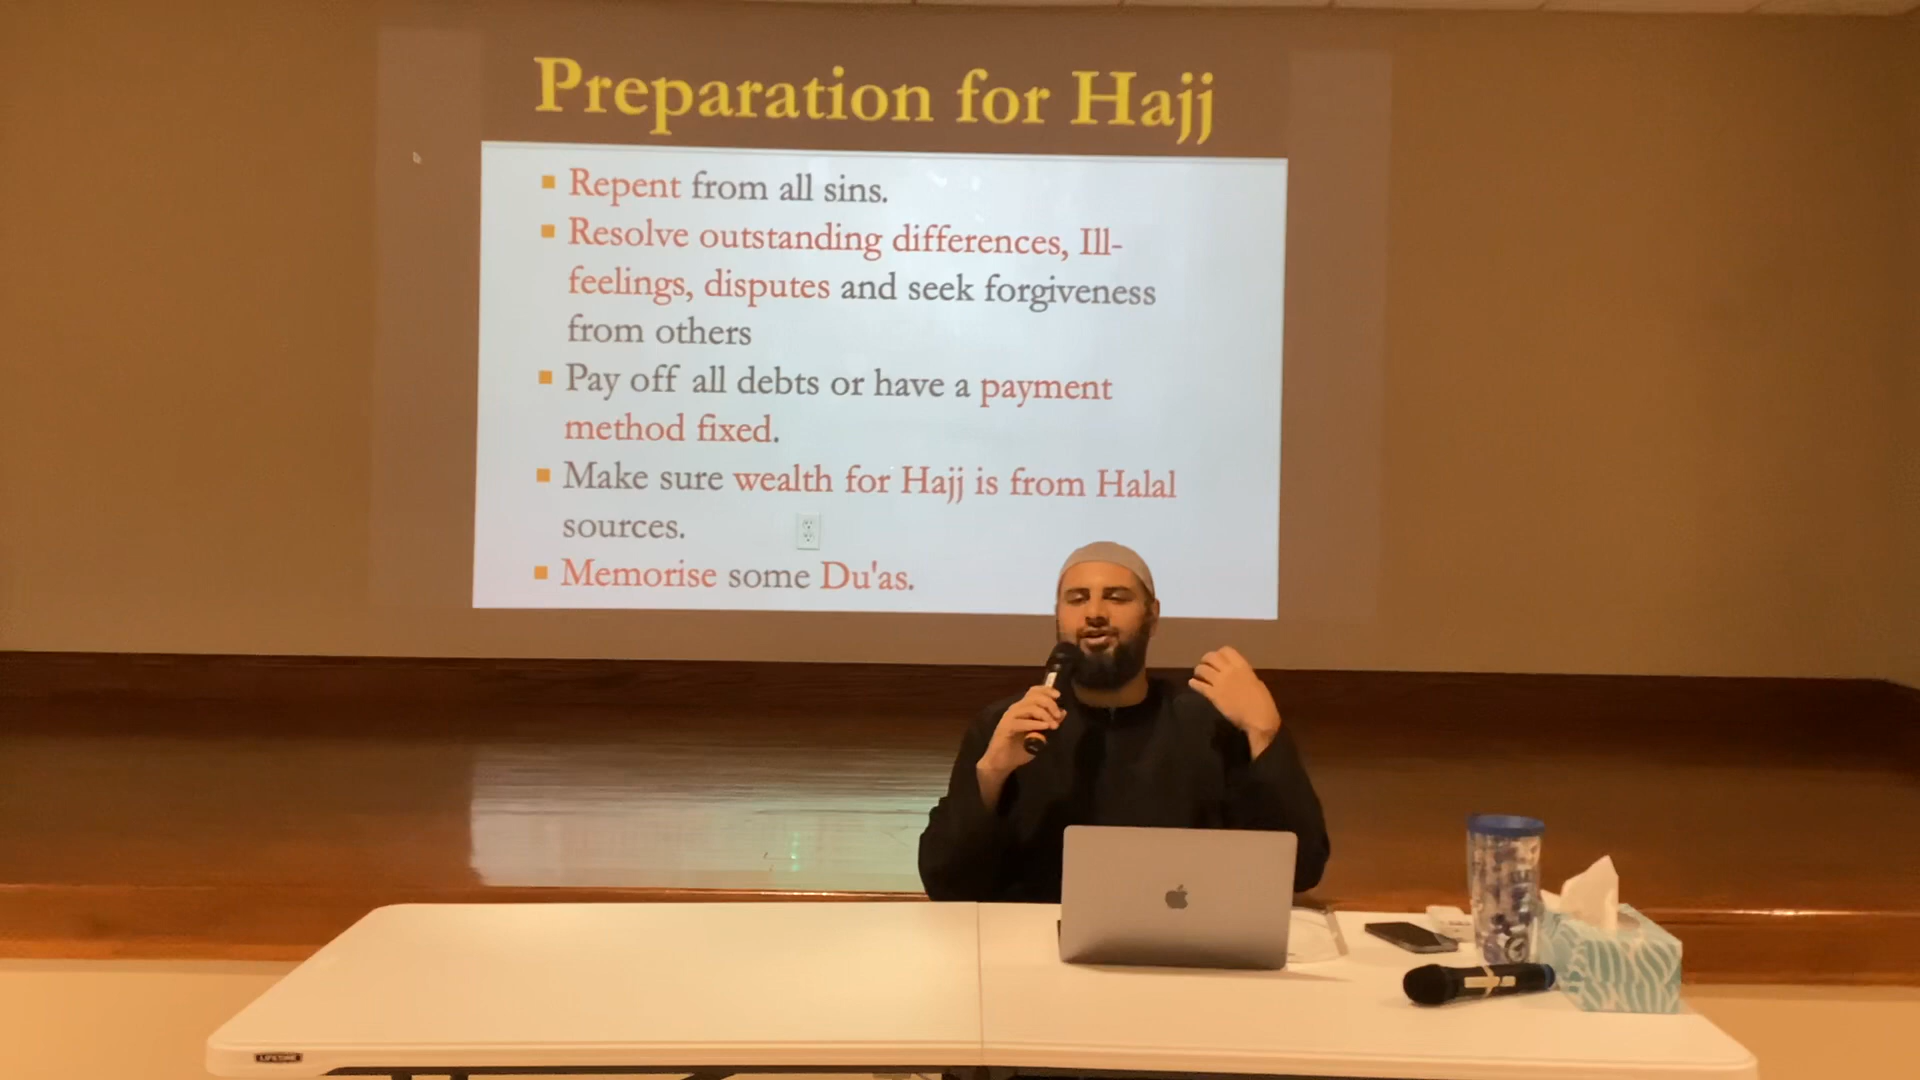 Preparation for Hajj
Repent from all sins.
Resolve outstanding differences, Ill-
feelings, disputes and seek forgiveness
from others
Pay off all debts or have a payment
method fixed.
Make sure wealth for Hajj is from Halal
sources.
Memorise some Du'as.
LIFETIME